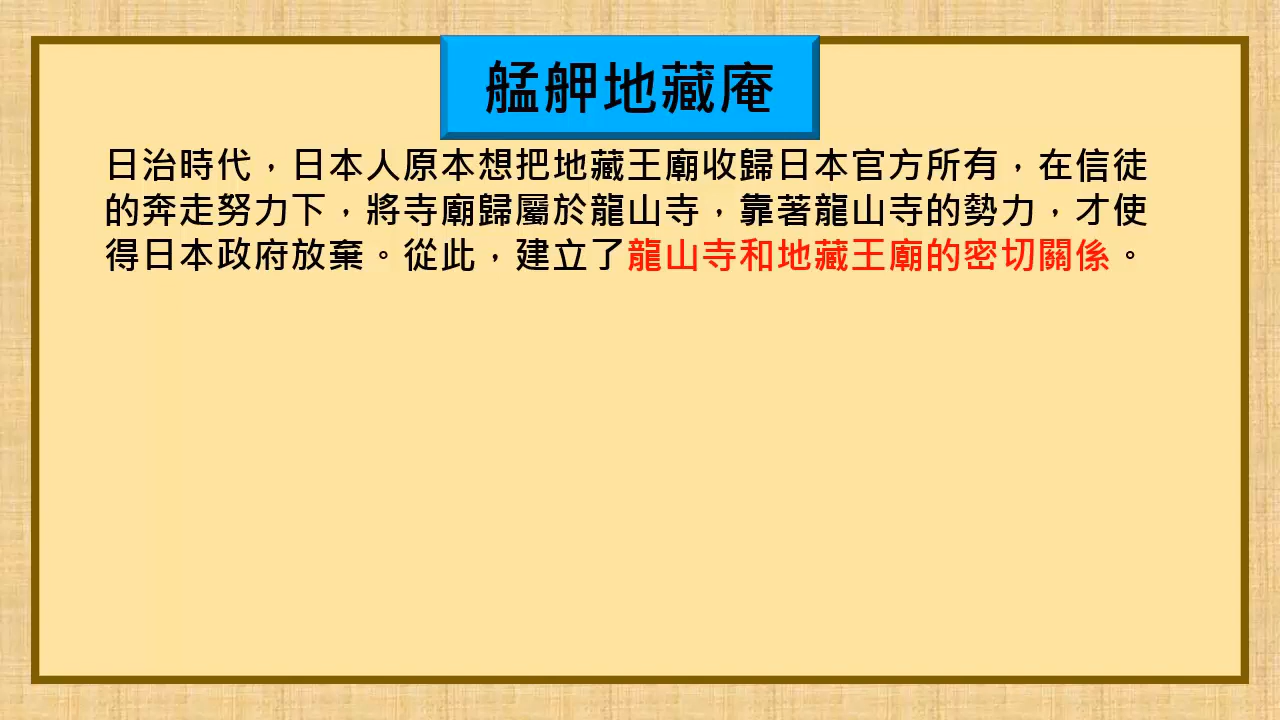 艋舺地藏庵
日治時代，日本人原本想把地藏王廟收歸日本官方所有，在信徒
的奔走努力下，將寺廟歸屬於龍山寺，靠著龍山寺的勢力，才使
得日本政府放棄。從此，建立了龍山寺和地藏王廟的密切關係。